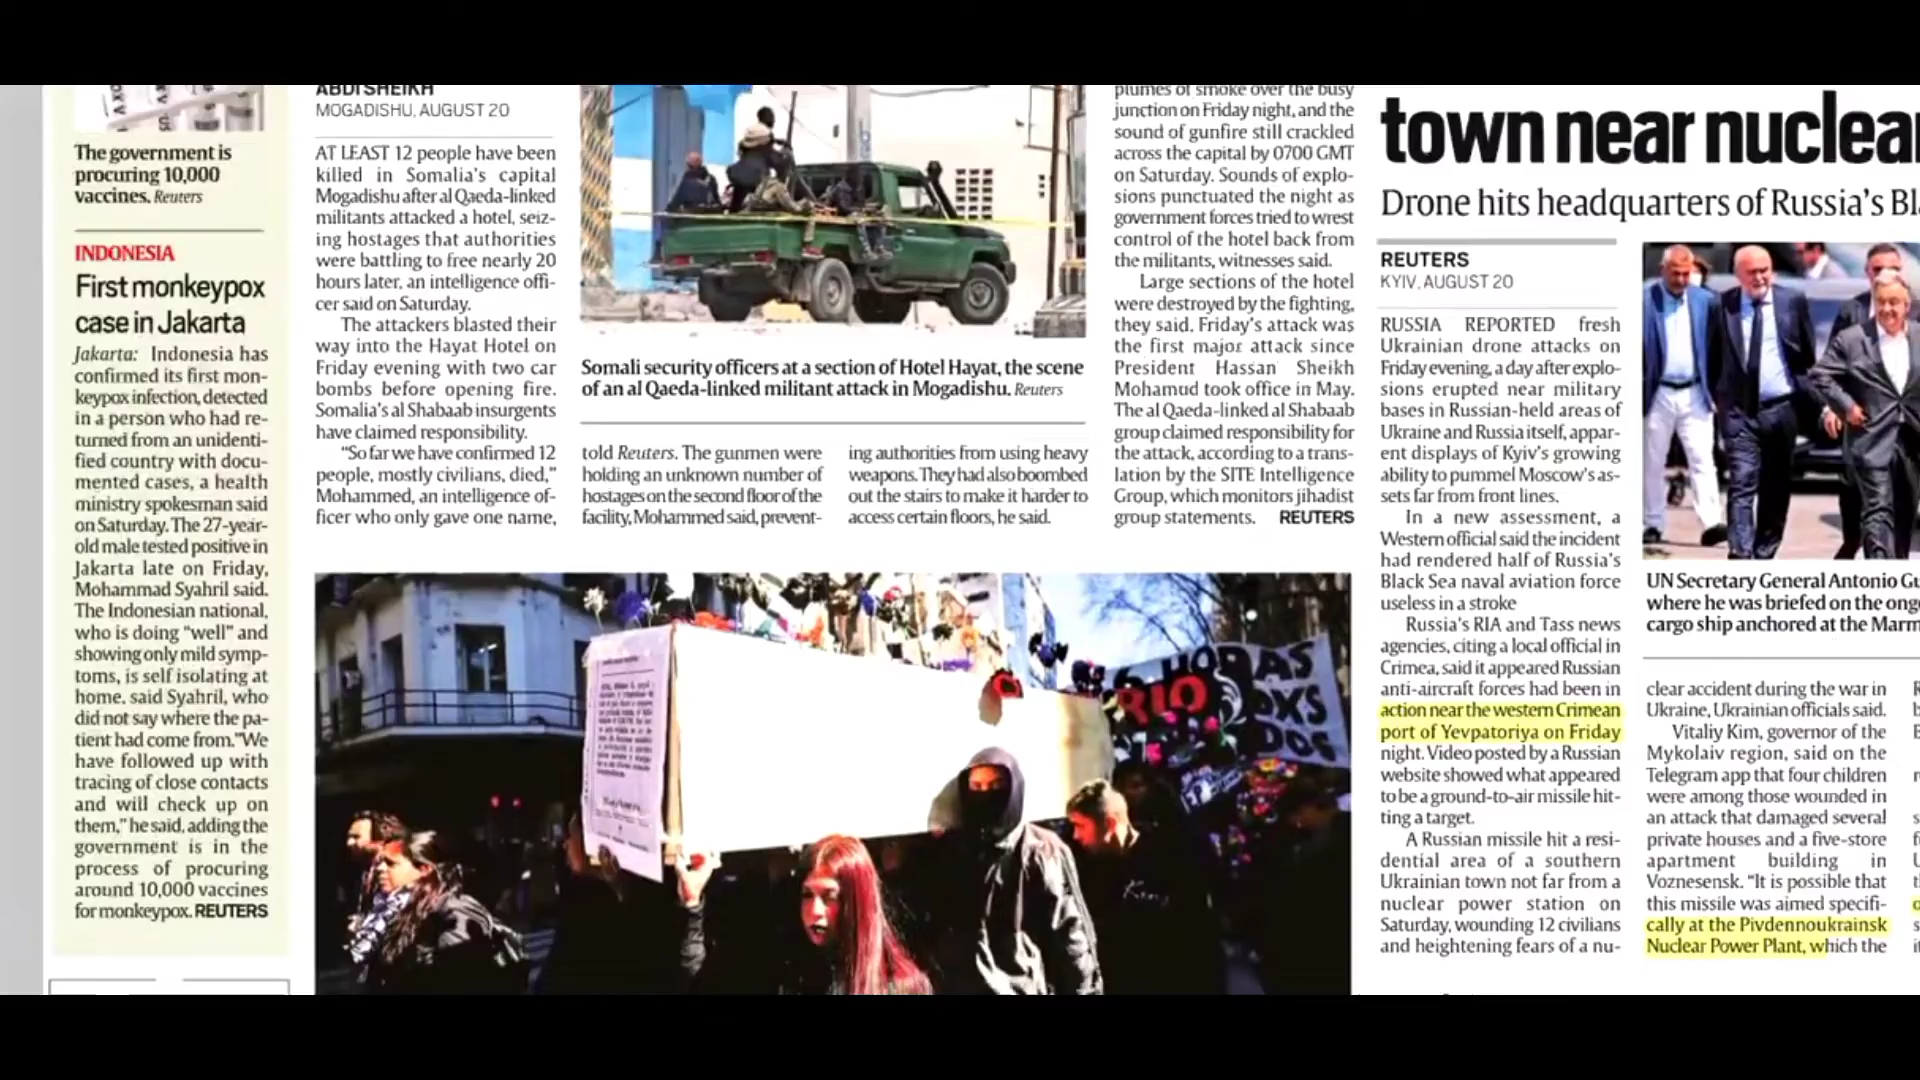 The government is
procuring 10,000
vaccines. Reuters
INDONESIA
First monkeypox
case in Jakarta
Jakarta: Indonesia has
confirmed its first mon-
keypox infection, detected
in a person who had re-
turned from an unidenti-
fied country with docu-
mented cases, a health
ministry spokesman said
on Saturday. The 27-year-
old male tested positive in
Jakarta late on Friday,
Mohammad Syahril said.
The Indonesian national,
who is doing “well” and
showing only mild symp-
toms, is self isolating at
home, said Syahril, who
did not say where the pa-
tient had come from.“We
have followed up with
tracing of close contacts
and will check up on
them,” he said, adding the
government is in the
process of procuring
around 10,000 vaccines
for monkeypox. REUTERS
ABDI SHEIKH
MOGADISHU, AUGUST 20
AT LEAST 12 people have been
killed in Somalia’s capital
Mogadishu after al Qaeda-linked
militants attacked a hotel, seiz-
ing hostages that authorities
were battling to free nearly 20
hours later, an intelligence offi-
cer said on Saturday.
The attackers blasted their
way into the Hayat Hotel on
Friday evening with two car
bombs before opening fire.
Somalia’s al Shabaab insurgents
have claimed responsibility.
“So far we have confirmed 12
people, mostly civilians, died,”
Mohammed, an intelligence of-
ficer who only gave one name,
Somali security officers at a section of Hotel Hayat, the scene
of an al Qaeda-linked militant attack in Mogadishu. Reuters
told Reuters. The gunmen were
holding an unknown number of
hostages on the second floor of the
facility, Mohammed said, prevent-
ing authorities from using heavy
weapons. They had also boombed
out the stairs to make it harder to
access certain floors, he said.
plumes of smoke over the busy
junction on Friday night, and the
sound of gunfire still crackled
across the capital by 0700 GMT
on Saturday. Sounds of explo-
sions punctuated the night as
government forces tried to wrest
control of the hotel back from
the militants, witnesses said.
Large sections of the hotel
were destroyed by the fighting,
they said. Friday’s attack was
the first major attack since
President Hassan Sheikh
Mohamud took office in May.
The al Qaeda-linked al Shabaab
group claimed responsibility for
the attack, according to a trans-
lation by the SITE Intelligence
Group, which monitors jihadist
group statements. REUTERS
RIO
town near nuclear
Drone hits headquarters of Russia’s Bl
REUTERS
KYIV, AUGUST 20
RUSSIA REPORTED fresh
Ukrainian drone attacks on
Friday evening, a day after explo-
sions erupted near military
bases in Russian-held areas of
Ukraine and Russia itself, appar-
ent displays of Kyiv’s growing
ability to pummel Moscow’s as-
sets far from front lines.
In a new assessment, a
Western official said the incident
had rendered half of Russia’s
Black Sea naval aviation force
useless in a stroke
Russia’s RIA and Tass news
agencies, citing a local official in
Crimea, said it appeared Russian
anti-aircraft forces had been in
action near the western Crimean
port of Yevpatoriya on Friday
night. Video posted by a Russian
website showed what appeared
to be a ground-to-air missile hit-
ting a target.
A Russian missile hit a resi-
dential area of a southern
Ukrainian town not far from a
nuclear power station on
Saturday, wounding 12 civilians
and heightening fears of a nu-
UN Secretary General Antonio Gu
where he was briefed on the ong
cargo ship anchored at the Marm
clear accident during the war in
Ukraine, Ukrainian officials said.
Vitaliy Kim, governor of the
Mykolaiv region, said on the
Telegram app that four children
were among those wounded in
an attack that damaged several
private houses and a five-store
apartment building in
Voznesensk. “It is possible that
this missile was aimed specifi-
cally at the Pivdennoukrainsk
Nuclear Power Plant, which the